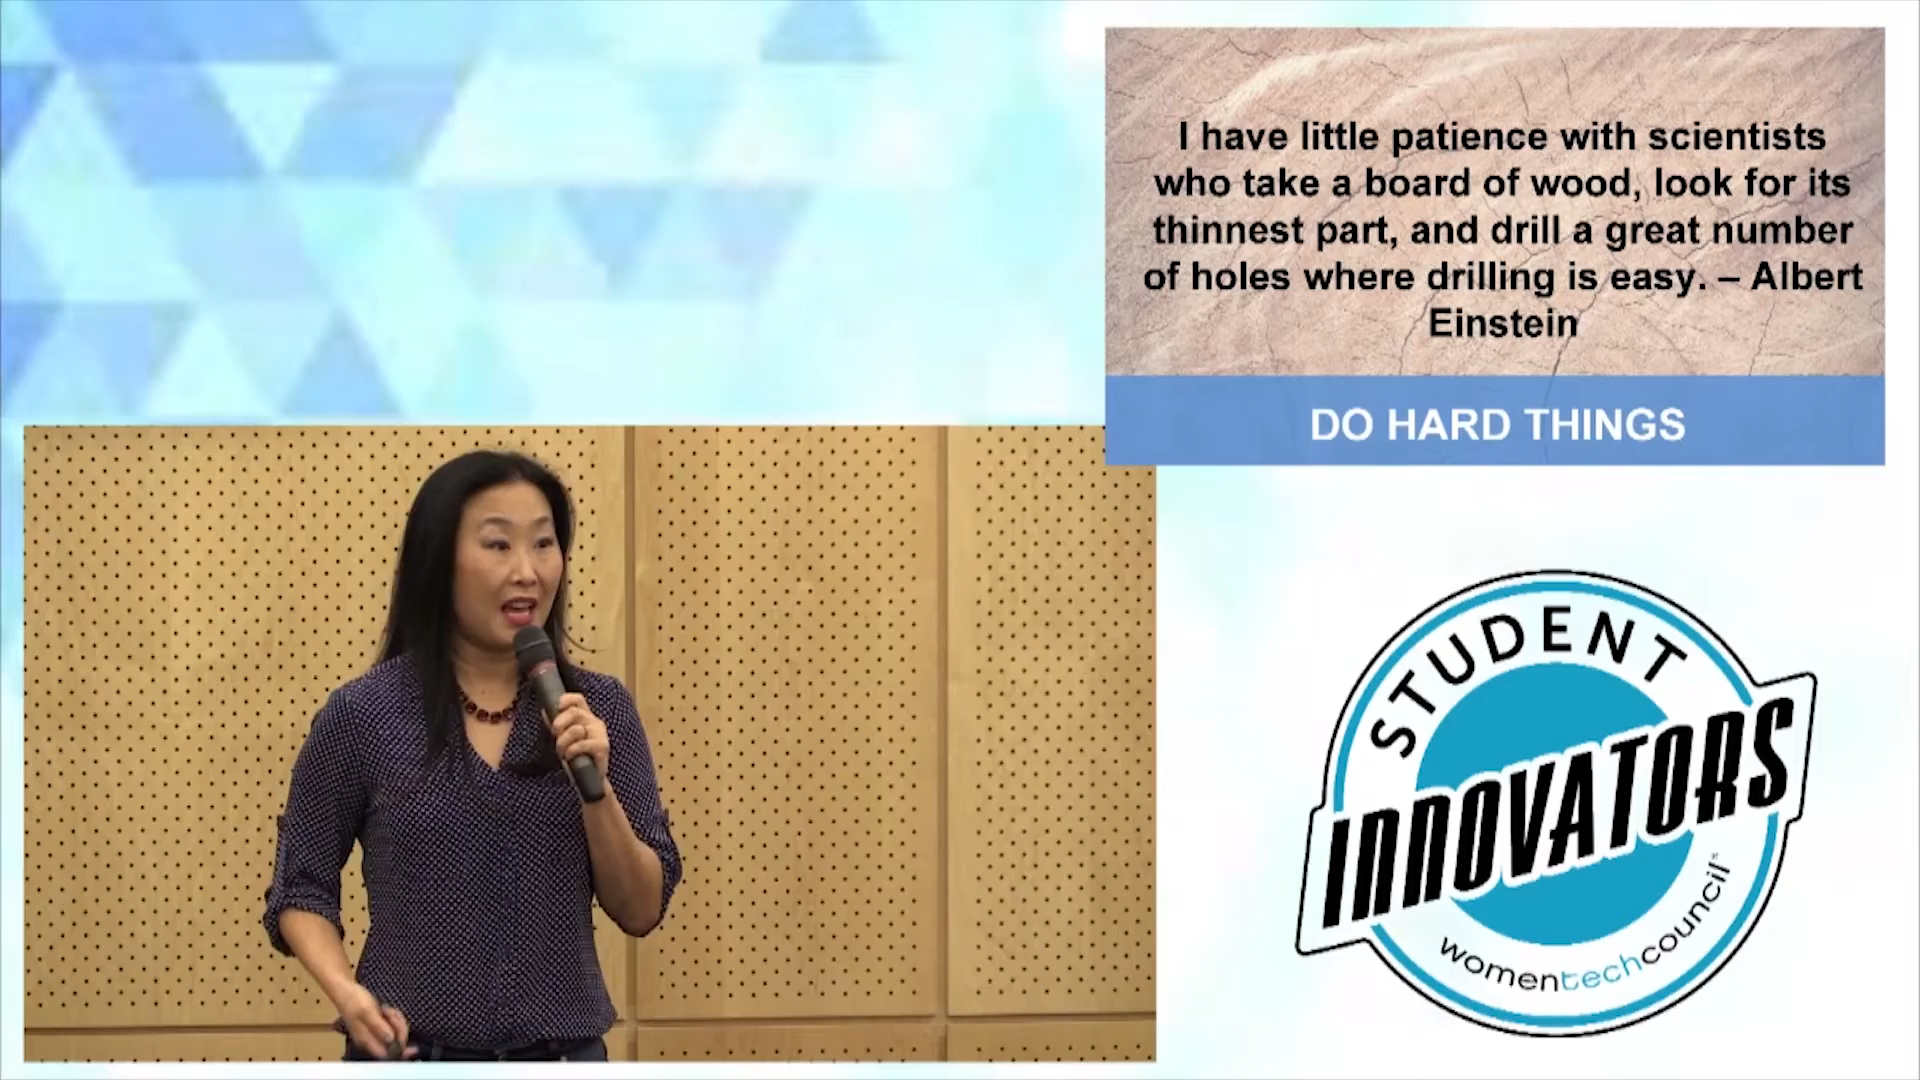 I have little patience with scientists
who take a board of wood, look for its
thinnest part, and drill a great number
of holes where drilling is easy. – Albert
Einstein
DO HARD THINGS
STUDENT
INNOVATORS
womentechcouncil